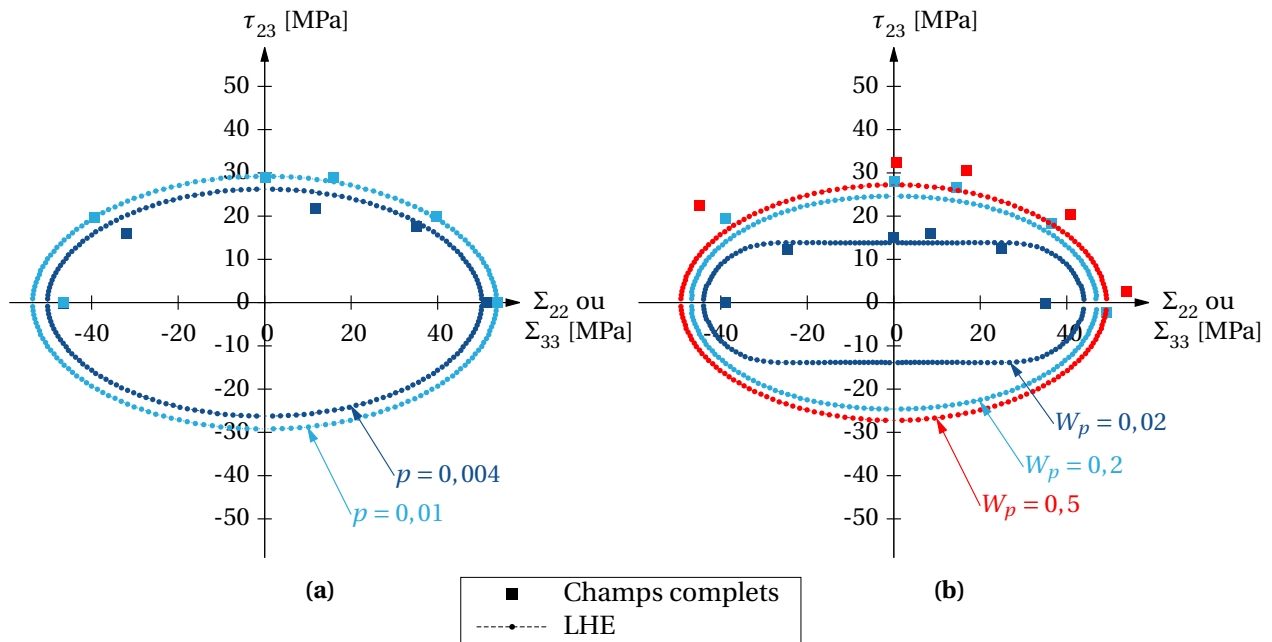 τ23 [MPa]
50
40
30
20
10
0
-10
-20
-30
-40
-50
-40
-20
0
20
40
Σ22 ou
Σ33 [MPa]
p = 0,004
p = 0,01
(a)
τ23 [MPa]
50
40
30
20
10
0
-10
-20
-30
-40
-50
-40
-20
0
20
40
Σ22 ou
Σ33 [MPa]
Wp = 0,02
Wp = 0,2
Wp = 0,5
(b)
Champs complets
LHE